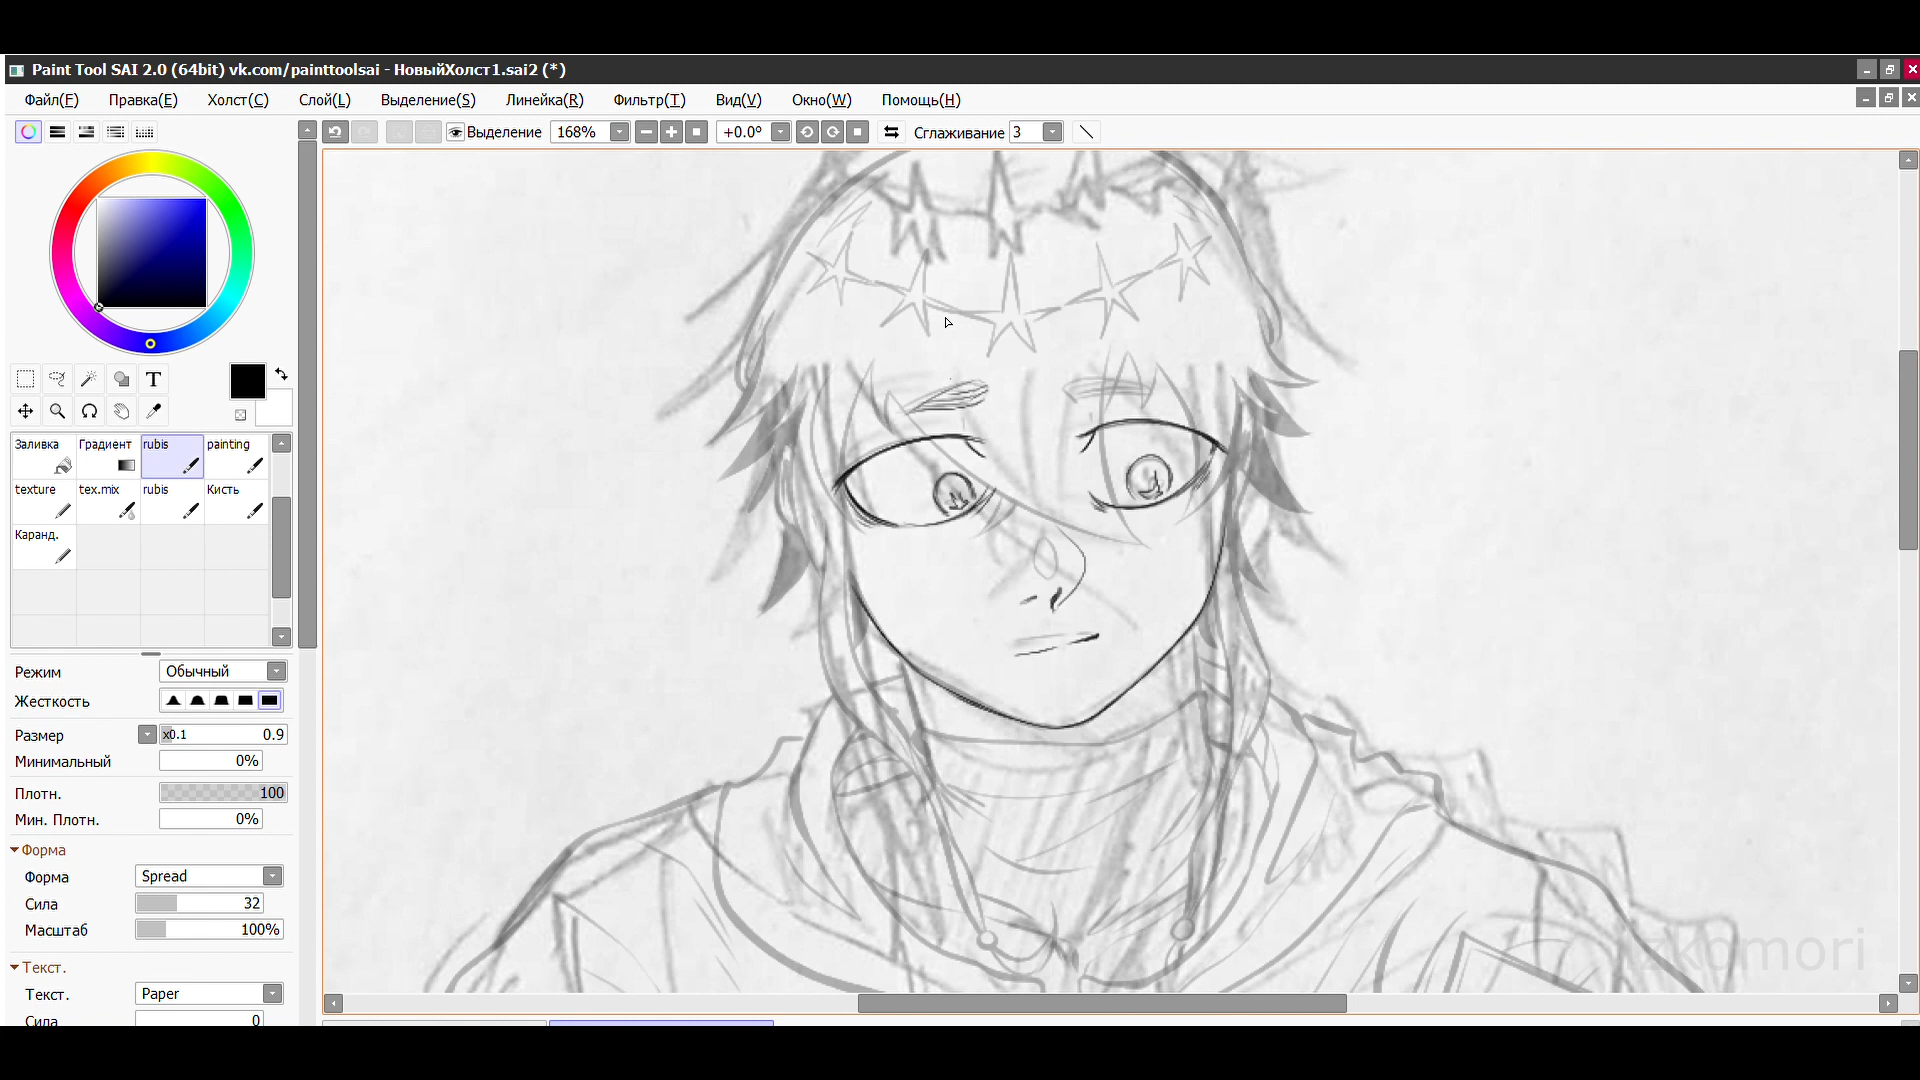 Paint Tool SAI 2.0 (64bit) vk.com/painttoolsai - НовыйХолст1.sai2 (*)
Файл(F) Правка(E) Холст(C) Слой(L) Выделение(S) Линейка(R) Фильтр(T) Вид(V) Окно(W) Помощь(H)
Выделение 168% +0.0° Сглаживание 3
T
Заливка Градиент rubis painting
texture tex.mix rubis Кисть
Каранд.
Режим Обычный
Жесткость
Размер x0.1 0.9
Минимальный 0%
Плотн. 100
Мин. Плотн. 0%
Форма
Форма Spread
Сила 32
Масштаб 100%
Текст.
Текст. Paper
Сила 0
izkomori